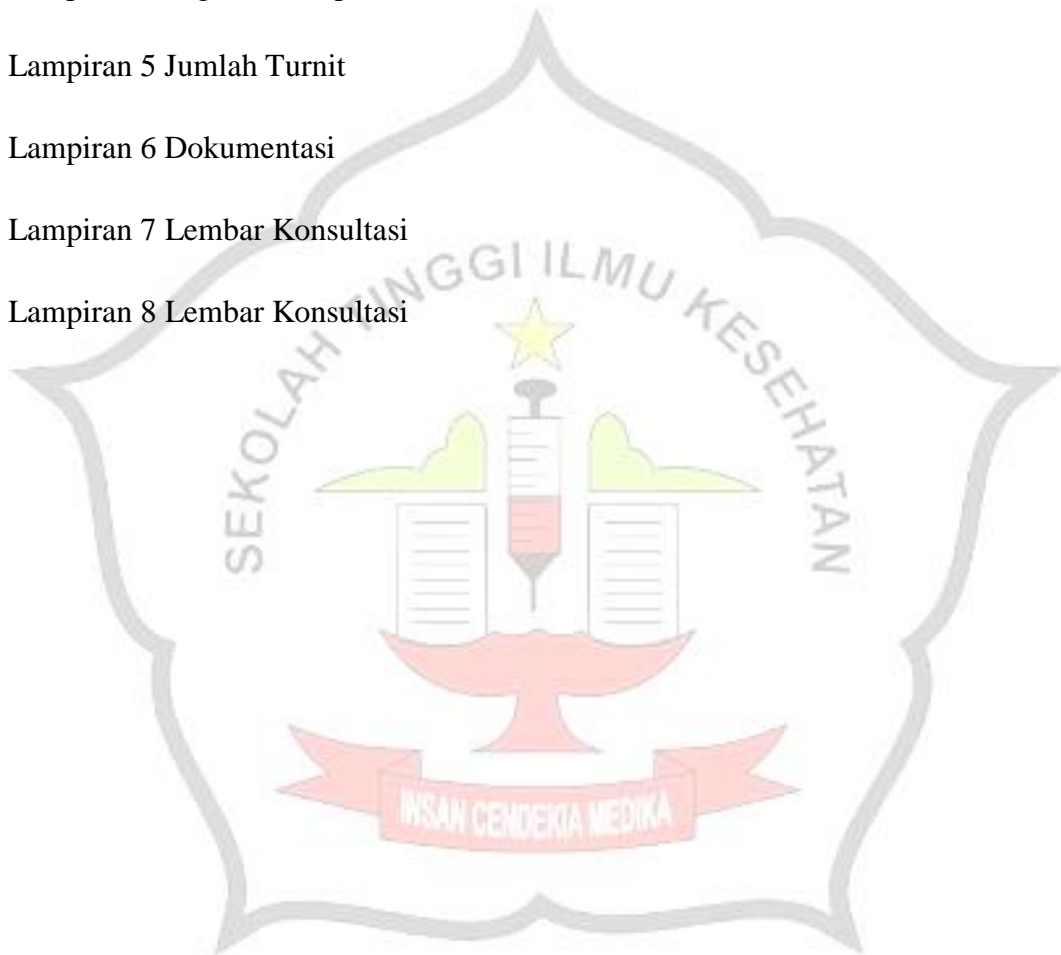 Lampiran 5 Jumlah Turnit
Lampiran 6 Dokumentasi
Lampiran 7 Lembar Konsultasi
Lampiran 8 Lembar Konsultasi
SEKOLAH TINGGI ILMU KESEHATAN
INSAN CENDEKIA MEDIKA